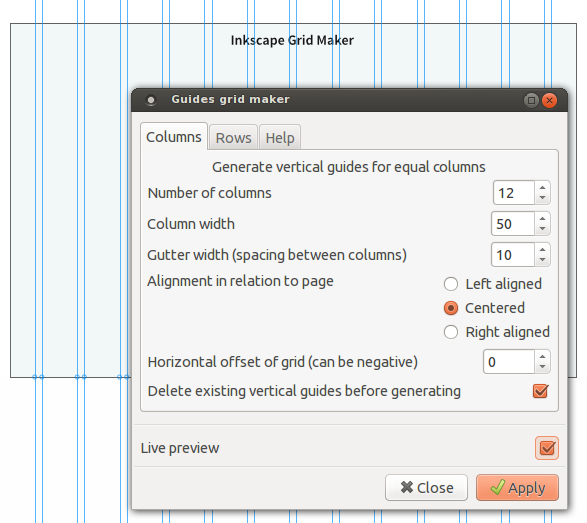 Inkscape Grid Maker
Guides grid maker
Columns Rows Help
Generate vertical guides for equal columns
Number of columns 12
Column width 50
Gutter width (spacing between columns) 10
Alignment in relation to page
Left aligned
Centered
Right aligned
Horizontal offset of grid (can be negative) 0
Delete existing vertical guides before generating
Live preview
Close Apply